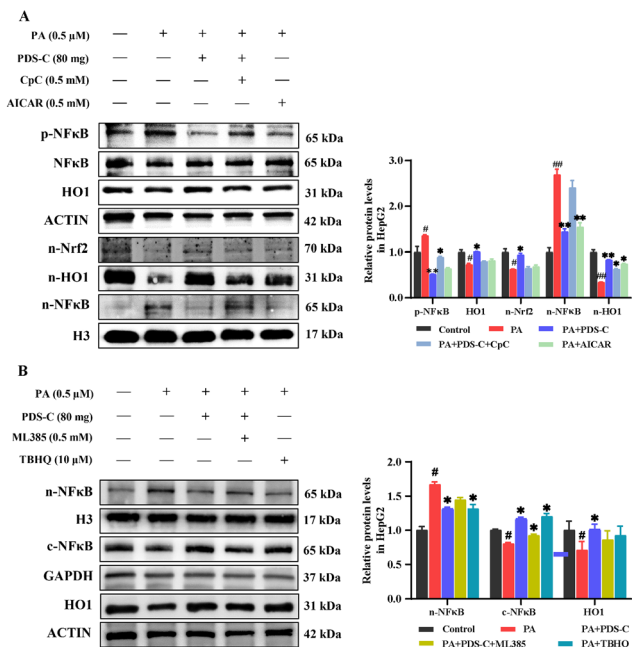 A
PA (0.5 μM) — + + + +
PDS-C (80 mg) — — + + —
CpC (0.5 mM) — — — + —
AICAR (0.5 mM) — — — — +
p-NFκB 65 kDa
NFκB 65 kDa
HO1 31 kDa
ACTIN 42 kDa
n-Nrf2 70 kDa
n-HO1 31 kDa
n-NFκB 65 kDa
H3 17 kDa
Relative protein levels
in HepG2
3.0
2.0
1.0
0.0
# ** * # * # * ## ** ** ## ** * *
p-NFκB HO1 n-Nrf2 n-NFκB n-HO1
Control PA PA+PDS-C
PA+PDS-C+CpC PA+AICAR
B
PA (0.5 μM) — + + + +
PDS-C (80 mg) — — + + —
ML385 (0.5 mM) — — — + —
TBHQ (10 μM) — — — — +
n-NFκB 65 kDa
H3 17 kDa
c-NFκB 65 kDa
GAPDH 37 kDa
HO1 31 kDa
ACTIN 42 kDa
Relative protein levels
in HepG2
2.0
1.5
1.0
0.5
0.0
# * * # * * * # *
n-NFκB c-NFκB HO1
Control PA PA+PDS-C
PA+PDS-C+ML385 PA+TBHQ